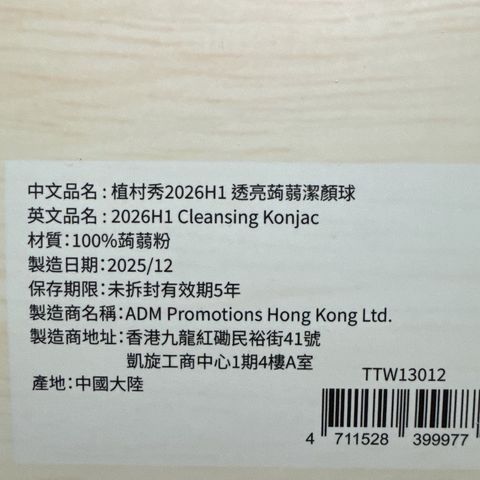 中文品名 : 植村秀2026H1 透亮蒟蒻潔顏球
英文品名 : 2026H1 Cleansing Konjac
材質：100%蒟蒻粉
製造日期：2025/12
保存期限：未拆封有效期5年
製造商名稱：ADM Promotions Hong Kong Ltd.
製造商地址：香港九龍紅磡民裕街41號
凱旋工商中心1期4樓A室
產地：中國大陸
TTW13012
4 711528 399977